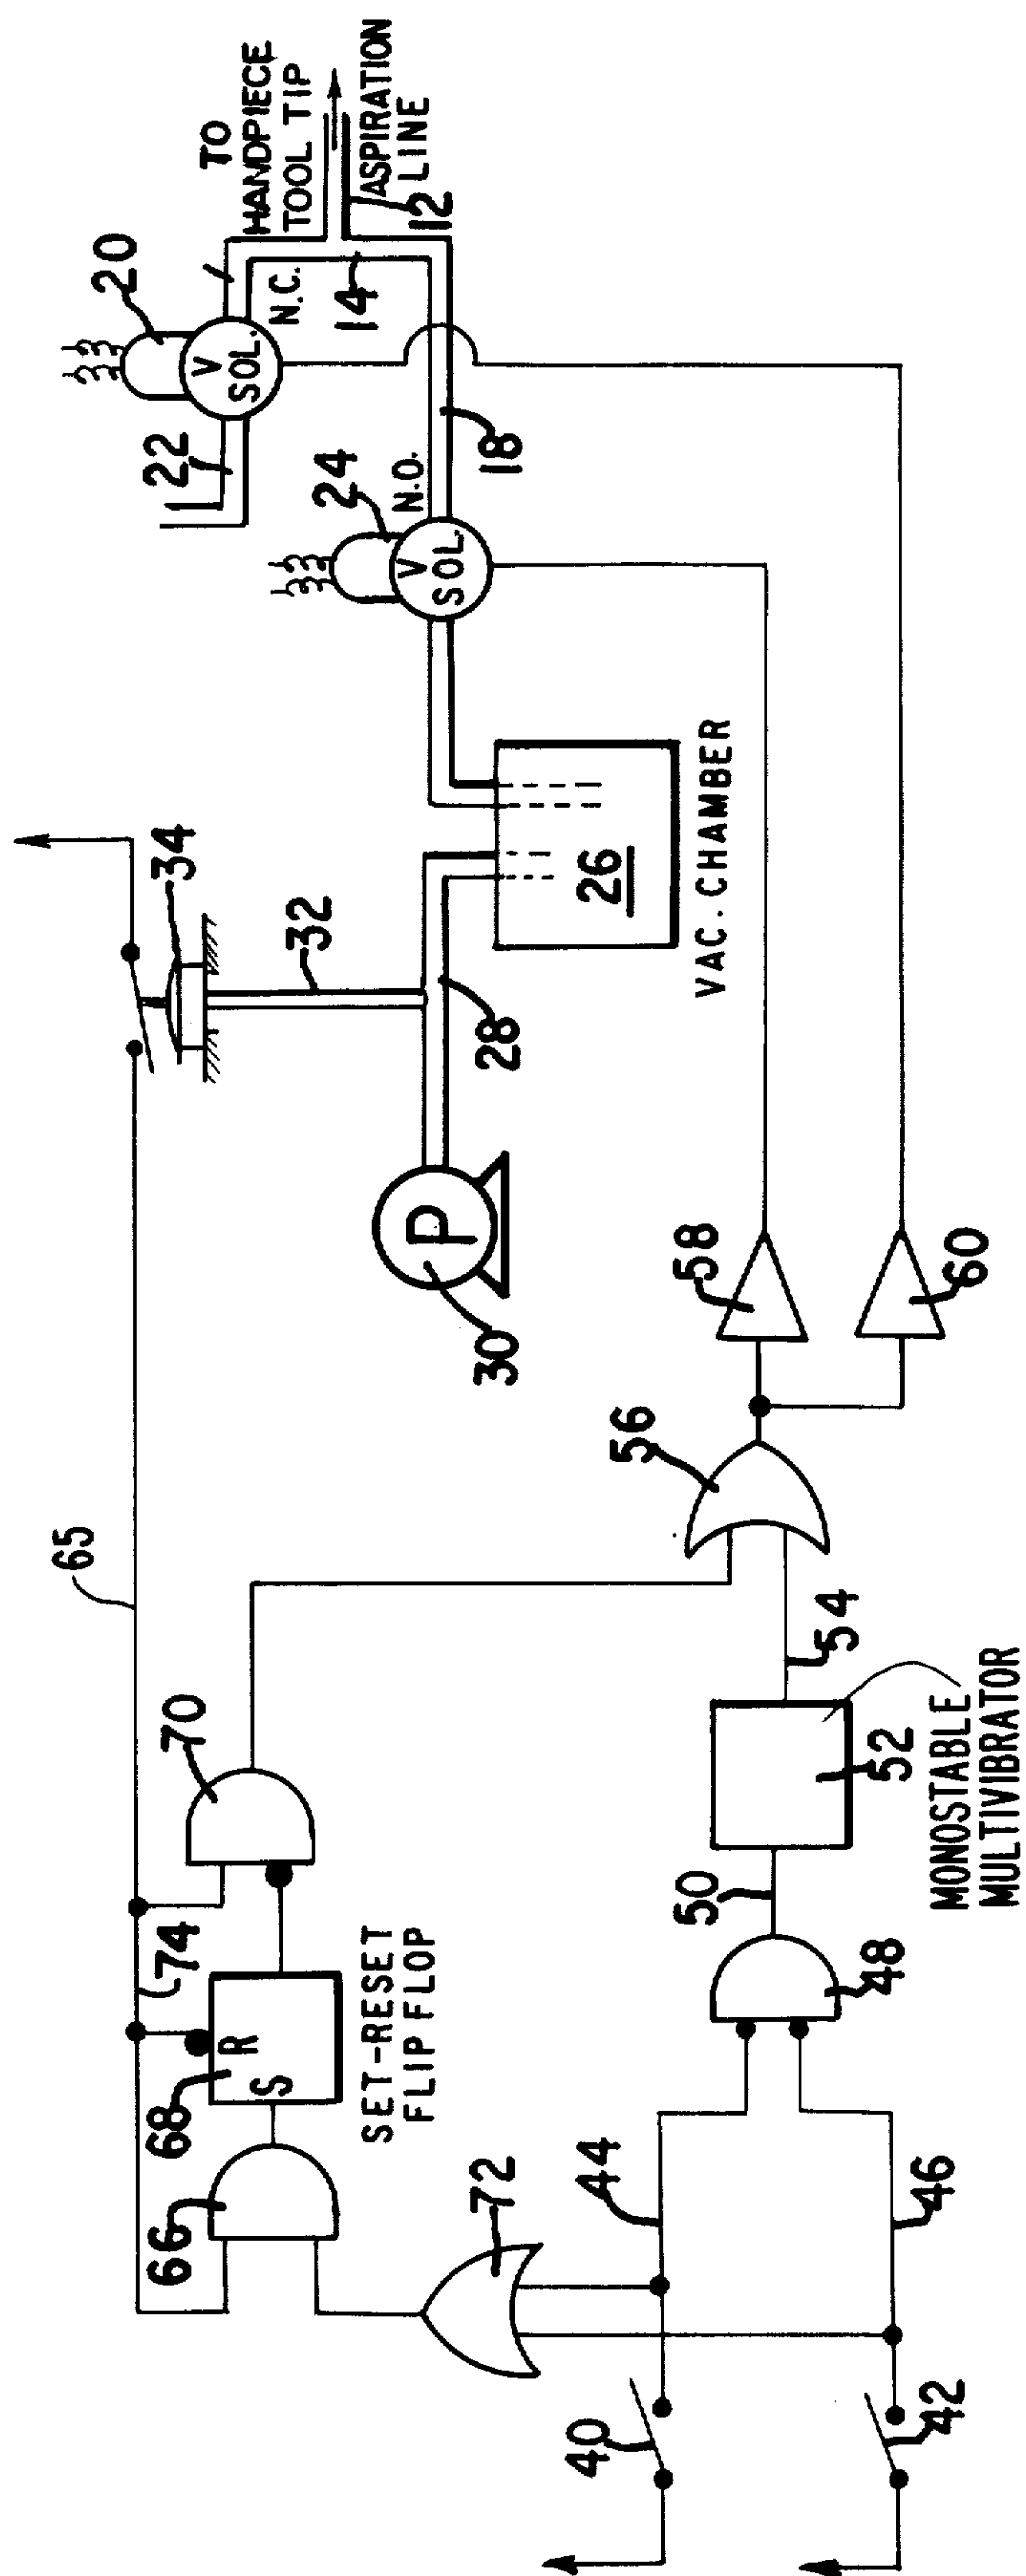 TO
HANDPIECE
TOOL TIP
ASPIRATION
LINE
12
20
V
SOL.
N.C.
14
22
24
N.O.
V
SOL.
18
34
32
26
VAC. CHAMBER
28
P
30
65
58
60
56
70
54
74
52
MONOSTABLE
MULTIVIBRATOR
50
48
68
R
S
SET-RESET
FLIP FLOP
66
72
44
46
40
42